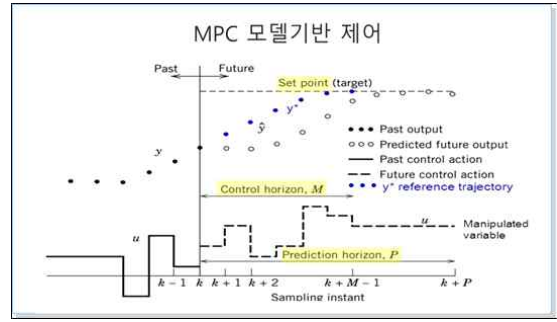 MPC 모델기반 제어
Past Future
Set point (target)
y*
ŷ
y
Past output
Predicted future output
Past control action
Future control action
y* reference trajectory
Control horizon, M
u
u
Manipulated variable
Prediction horizon, P
k − 1 k k + 1 k + 2 k + M − 1 k + P
Sampling instant